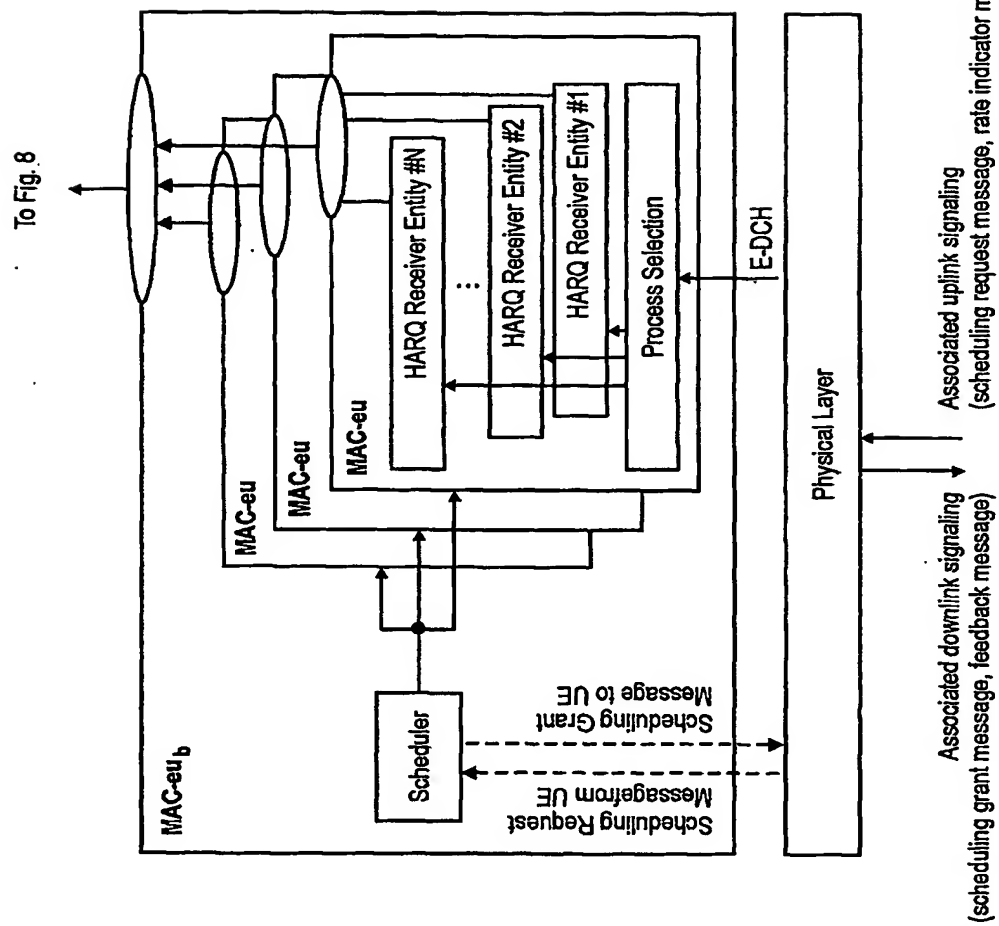 To Fig. 8
MAC-eu_b
MAC-eu
MAC-eu
MAC-eu
HARQ Receiver Entity #N
...
HARQ Receiver Entity #2
HARQ Receiver Entity #1
Process Selection
Scheduler
Scheduling Request
Messagefrom UE
Scheduling Grant
Message to UE
E-DCH
Physical Layer
Associated downlink signaling
(scheduling grant message, feedback message)
Associated uplink signaling
(scheduling request message, rate indicator m